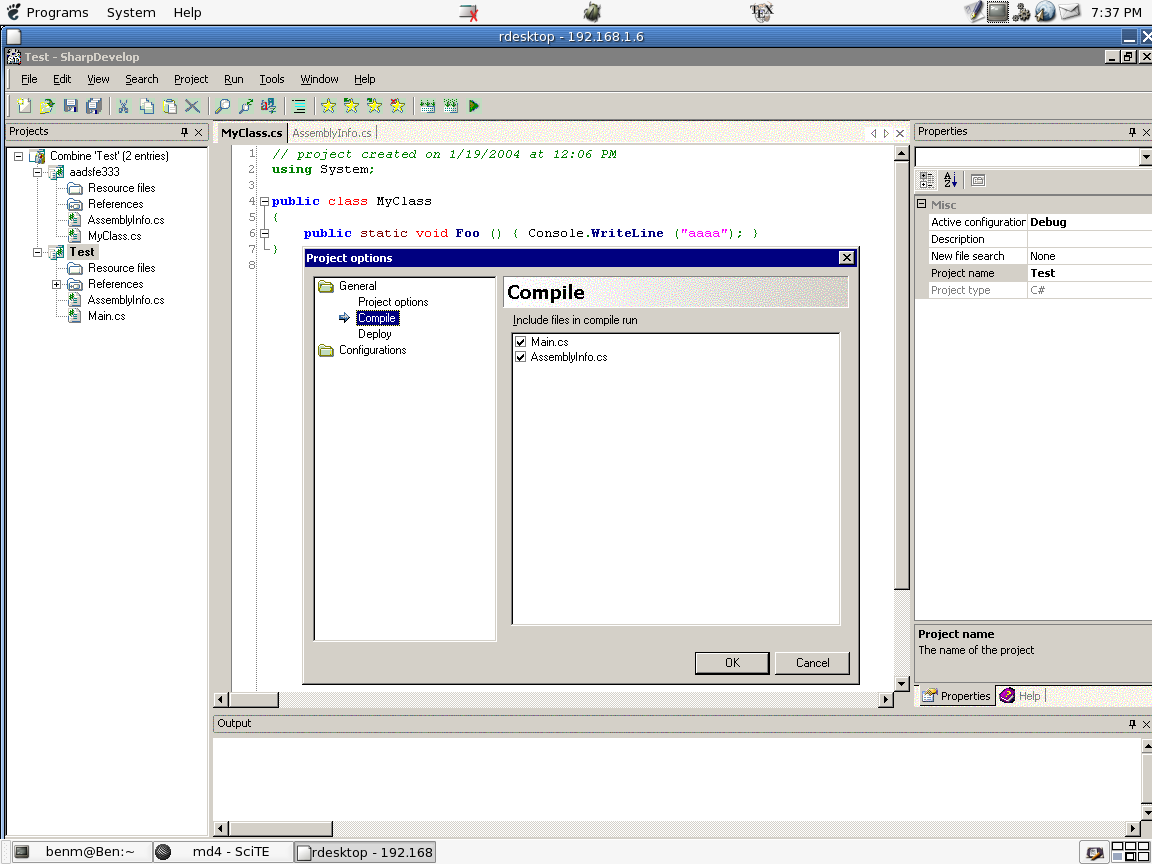 Programs System Help 7:37 PM
rdesktop - 192.168.1.6
Test - SharpDevelop
File Edit View Search Project Run Tools Window Help
Projects
Combine 'Test' (2 entries)
aadsfe333
Resource files
References
AssemblyInfo.cs
MyClass.cs
Test
Resource files
References
AssemblyInfo.cs
Main.cs
MyClass.cs AssemblyInfo.cs
1 // project created on 1/19/2004 at 12:06 PM
2 using System;
3
4 public class MyClass
5 {
6 public static void Foo () { Console.WriteLine ("aaaa"); }
7 }
8
Project options
General
Project options
Compile
Deploy
Configurations
Compile
Include files in compile run
Main.cs
AssemblyInfo.cs
OK Cancel
Properties
Misc
Active configuration Debug
Description
New file search None
Project name Test
Project type C#
Project name
The name of the project
Properties Help
Output
benm@Ben:~ md4 - SciTE rdesktop - 192.168